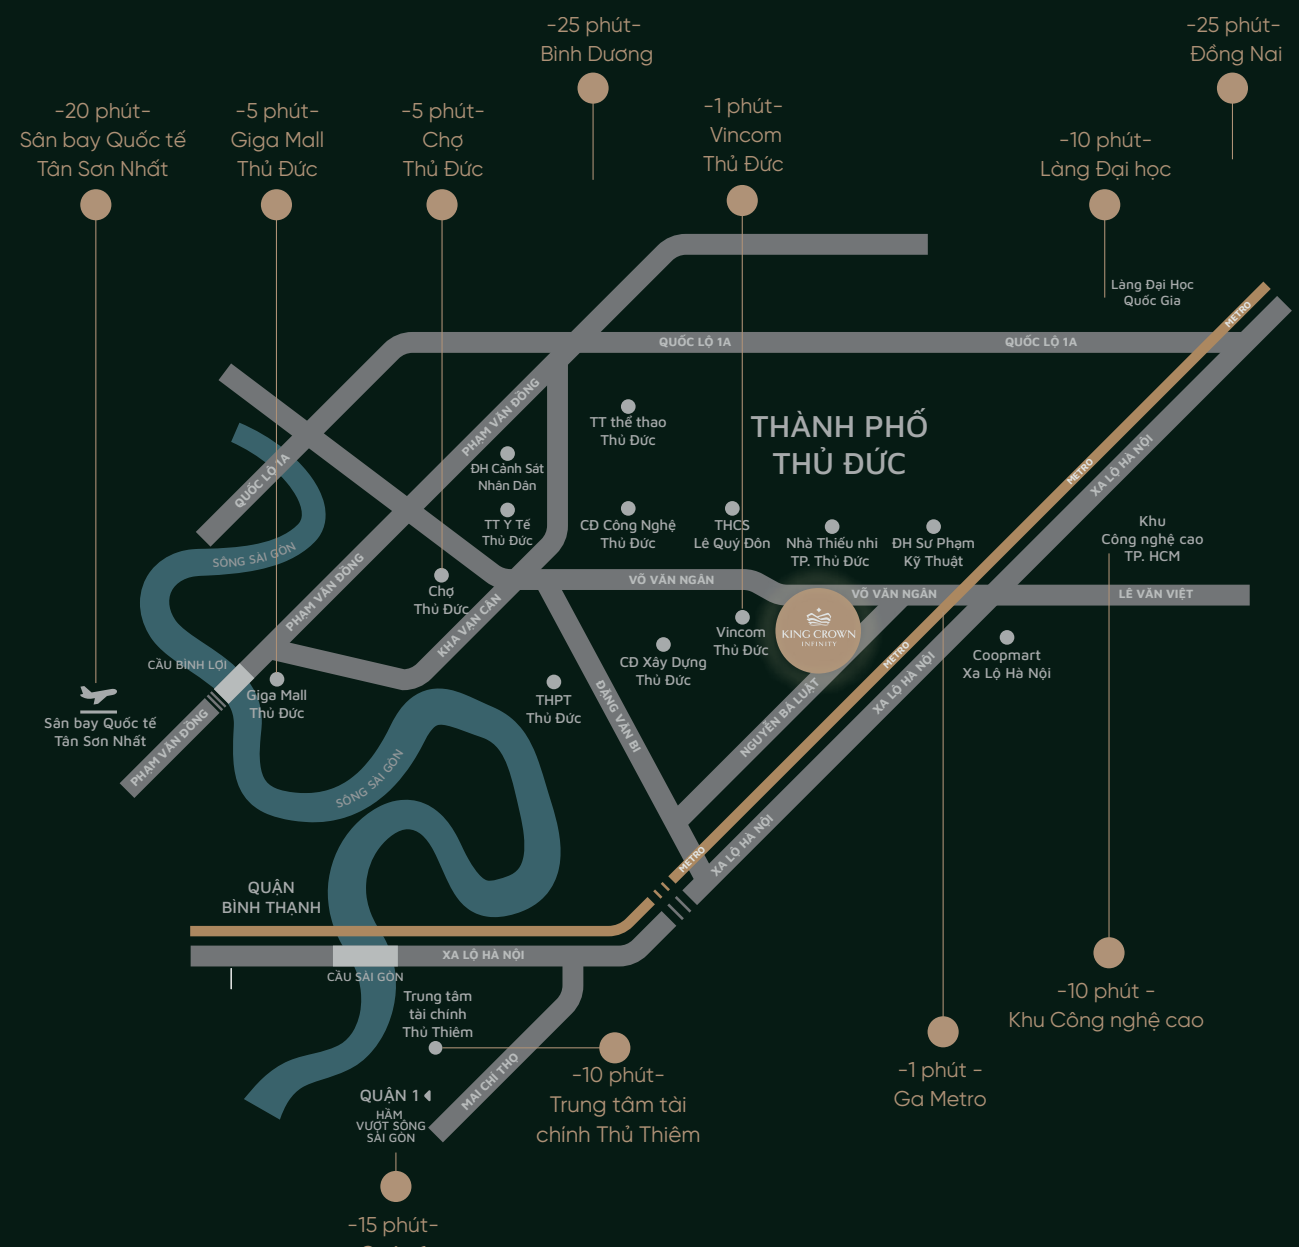 -25 phút-
Bình Dương
-25 phút-
Đồng Nai
-20 phút-
Sân bay Quốc tế
Tân Sơn Nhất
-5 phút-
Giga Mall
Thủ Đức
-5 phút-
Chợ
Thủ Đức
-1 phút-
Vincom
Thủ Đức
-10 phút-
Làng Đại học
Làng Đại Học
Quốc Gia
METRO
QUỐC LỘ 1A
QUỐC LỘ 1A
PHẠM VĂN ĐỒNG
TT thể thao
Thủ Đức
THÀNH PHỐ
THỦ ĐỨC
QUỐC LỘ 1A
ĐH Cảnh Sát
Nhân Dân
METRO
XA LỘ HÀ NỘI
TT Y Tế
Thủ Đức
CĐ Công Nghệ
Thủ Đức
THCS
Lê Quý Đôn
Nhà Thiếu nhi
TP. Thủ Đức
ĐH Sư Phạm
Kỹ Thuật
Khu
Công nghệ cao
TP. HCM
SÔNG SÀI GÒN
PHẠM VĂN ĐỒNG
Chợ
Thủ Đức
VÕ VĂN NGÂN
VÕ VĂN NGÂN
LÊ VĂN VIỆT
KHA VẠN CÂN
KING CROWN
INFINITY
Vincom
Thủ Đức
METRO
CẦU BÌNH LỢI
CĐ Xây Dựng
Thủ Đức
Coopmart
Xa Lộ Hà Nội
XA LỘ HÀ NỘI
Giga Mall
Thủ Đức
THPT
Thủ Đức
ĐẶNG VĂN BI
NGUYỄN BÁ LUẬT
Sân bay Quốc tế
Tân Sơn Nhất
PHẠM VĂN ĐỒNG
SÔNG SÀI GÒN
METRO
XA LỘ HÀ NỘI
QUẬN
BÌNH THẠNH
XA LỘ HÀ NỘI
CẦU SÀI GÒN
Trung tâm
tài chính
Thủ Thiêm
-10 phút -
Khu Công nghệ cao
MAI CHÍ THỌ
-10 phút-
Trung tâm tài
chính Thủ Thiêm
-1 phút -
Ga Metro
QUẬN 1
HẦM
VƯỢT SÔNG
SÀI GÒN
-15 phút-